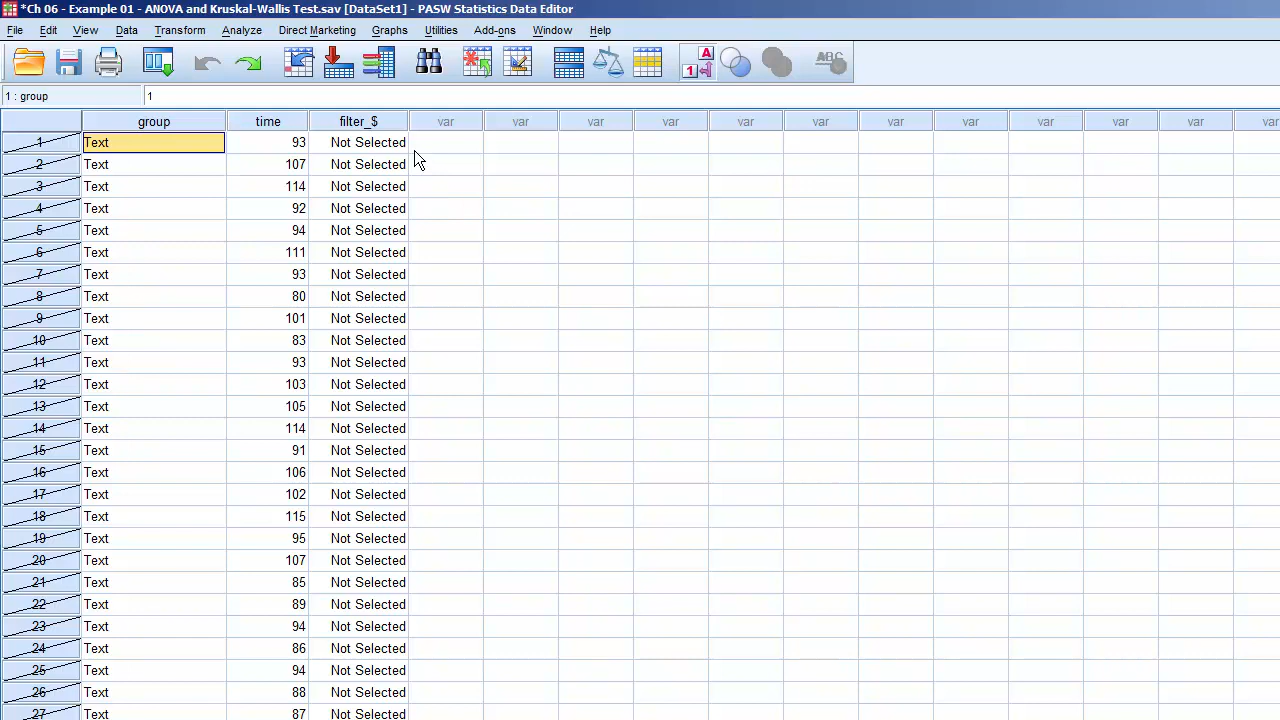 *Ch 06 - Example 01 - ANOVA and Kruskal-Wallis Test.sav [DataSet1] - PASW Statistics Data Editor
File Edit View Data Transform Analyze Direct Marketing Graphs Utilities Add-ons Window Help
A
1
ABC
1 : group 1
group time filter_$ var var var var var var var var var var var var
1 Text 93 Not Selected
2 Text 107 Not Selected
3 Text 114 Not Selected
4 Text 92 Not Selected
5 Text 94 Not Selected
6 Text 111 Not Selected
7 Text 93 Not Selected
8 Text 80 Not Selected
9 Text 101 Not Selected
10 Text 83 Not Selected
11 Text 93 Not Selected
12 Text 103 Not Selected
13 Text 105 Not Selected
14 Text 114 Not Selected
15 Text 91 Not Selected
16 Text 106 Not Selected
17 Text 102 Not Selected
18 Text 115 Not Selected
19 Text 95 Not Selected
20 Text 107 Not Selected
21 Text 85 Not Selected
22 Text 89 Not Selected
23 Text 94 Not Selected
24 Text 86 Not Selected
25 Text 94 Not Selected
26 Text 88 Not Selected
27 Text 87 Not Selected